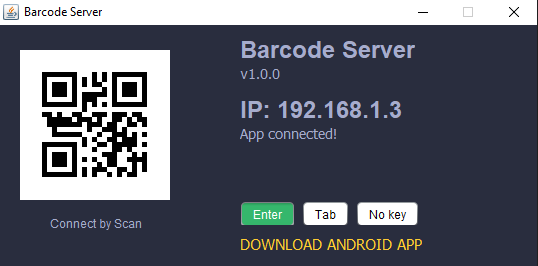 Barcode Server
Barcode Server
v1.0.0
IP: 192.168.1.3
App connected!
Connect by Scan
Enter
Tab
No key
DOWNLOAD ANDROID APP